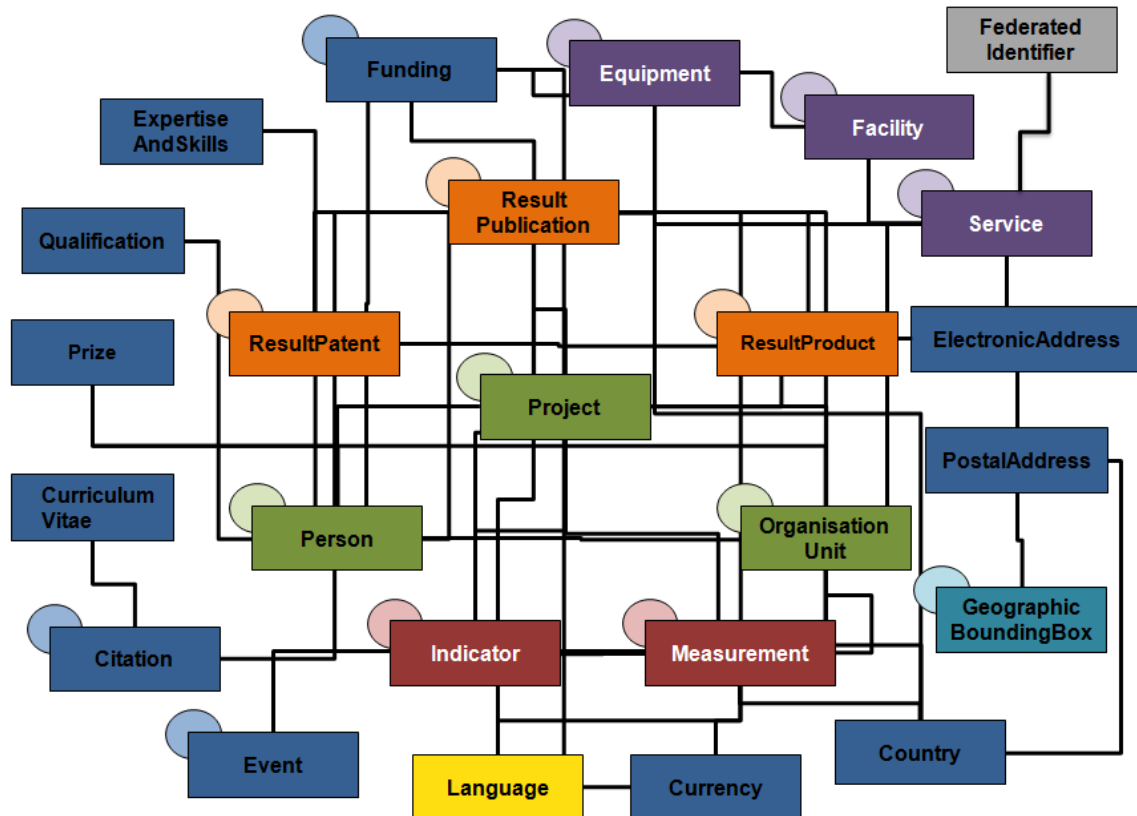 Funding
Equipment
Federated
Identifier
Expertise
AndSkills
Facility
Result
Publication
Service
Qualification
Prize
ResultPatent
ResultProduct
ElectronicAddress
Project
Curriculum
Vitae
PostalAddress
Person
Organisation
Unit
Citation
Indicator
Measurement
Geographic
BoundingBox
Event
Language
Currency
Country